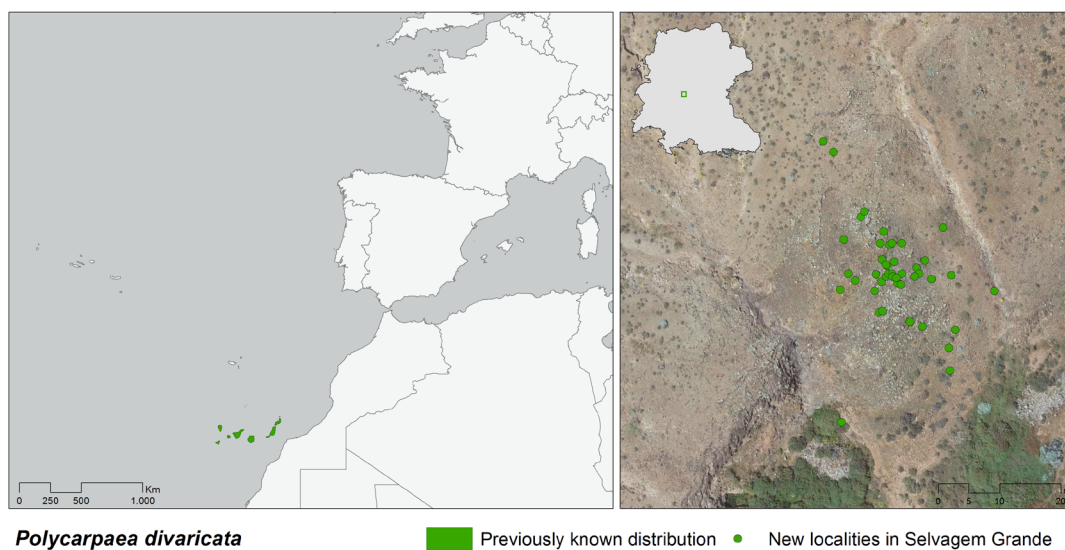 Km
0 250 500 1.000
0 5 10 20
Polycarpaea divaricata Previously known distribution New localities in Selvagem Grande